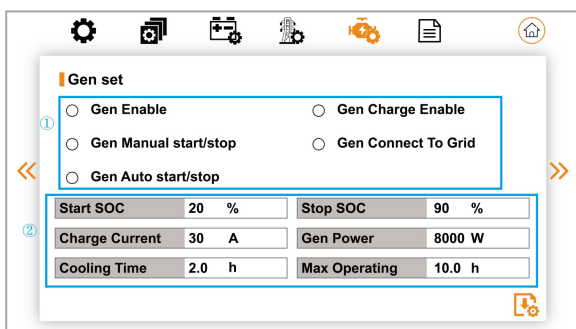 Gen set
①
Gen Enable
Gen Charge Enable
Gen Manual start/stop
Gen Connect To Grid
Gen Auto start/stop
②
Start SOC 20 %
Stop SOC 90 %
Charge Current 30 A
Gen Power 8000 W
Cooling Time 2.0 h
Max Operating 10.0 h